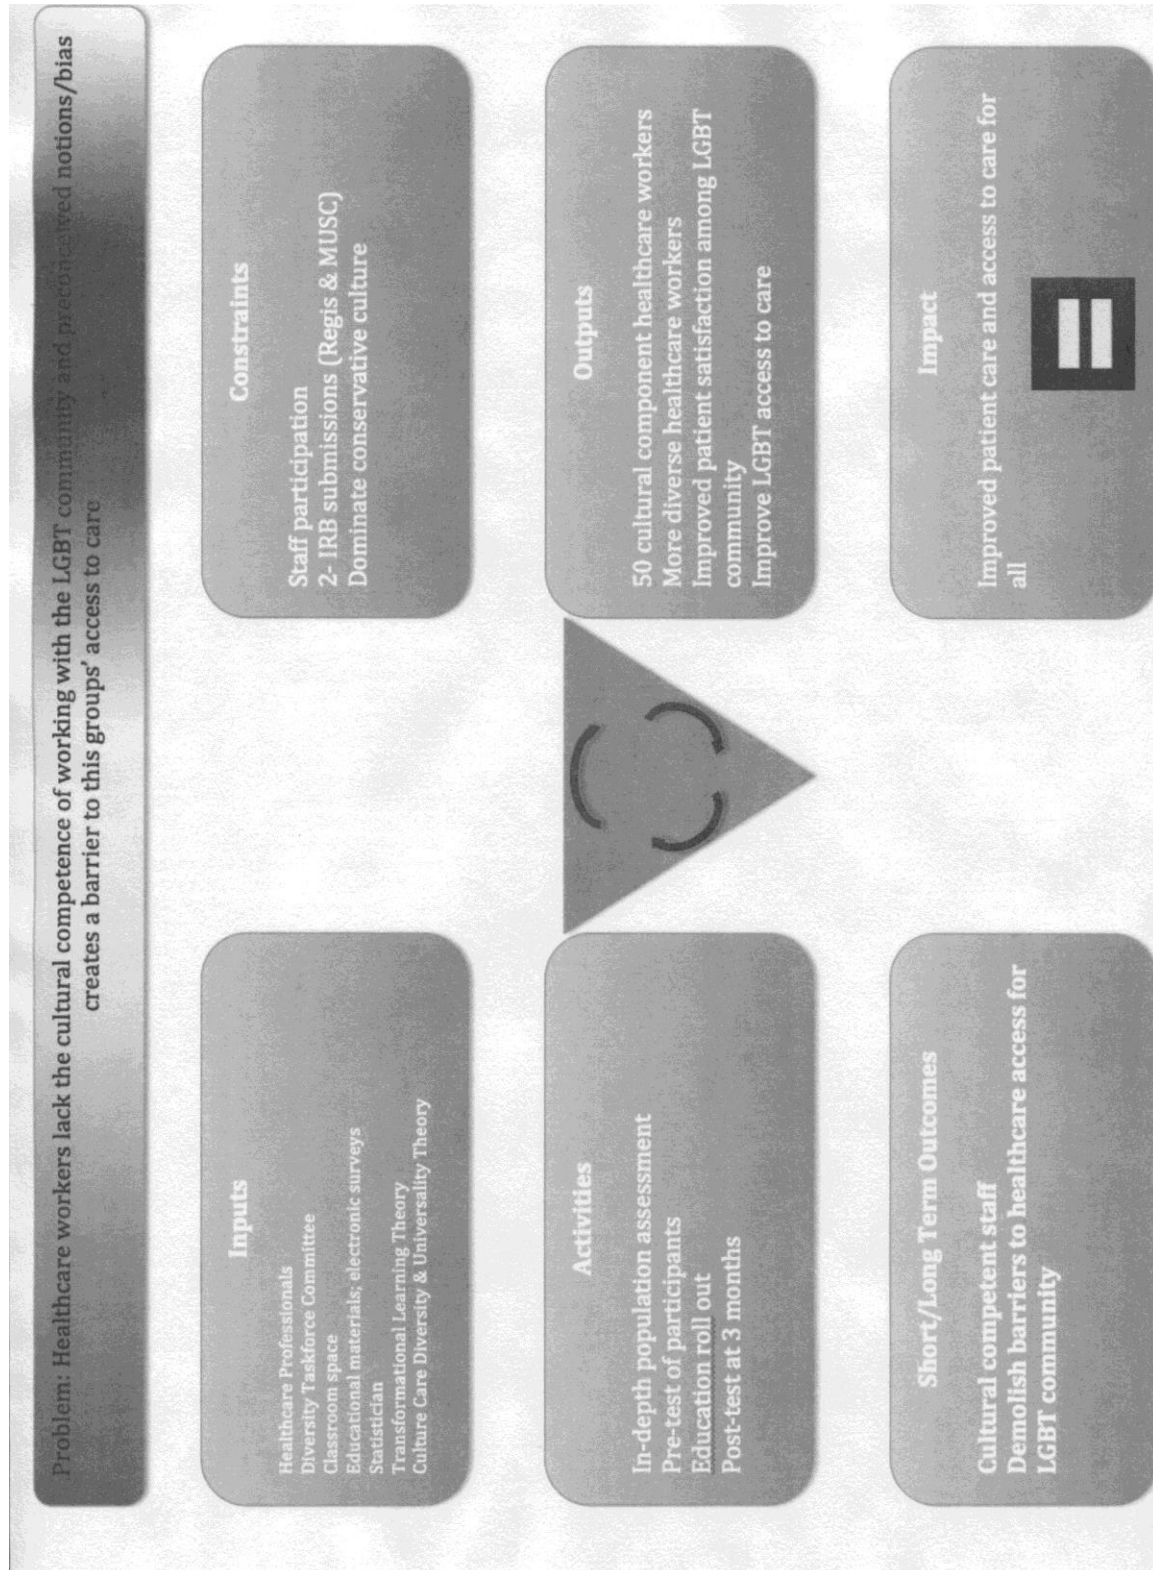 Problem: Healthcare workers lack the cultural competence of working with the LGBT community and preconceived notions/bias
creates a barrier to this groups' access to care
Inputs
Healthcare Professionals
Diversity Taskforce Committee
Classroom space
Educational materials; electronic surveys
Statistician
Transformational Learning Theory
Culture Care Diversity & Universality Theory
Constraints
Staff participation
2- IRB submissions (Regis & MUSC)
Dominate conservative culture
Activities
In-depth population assessment
Pre-test of participants
Education roll out
Post-test at 3 months
Outputs
50 cultural component healthcare workers
More diverse healthcare workers
Improved patient satisfaction among LGBT
community
Improve LGBT access to care
Short/Long Term Outcomes
Cultural competent staff
Demolish barriers to healthcare access for
LGBT community
Impact
Improved patient care and access to care for
all